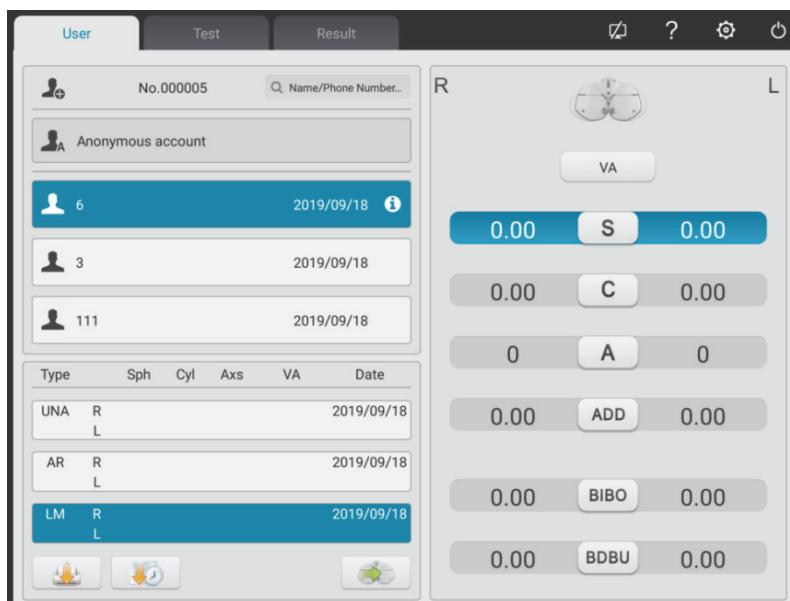 User Test Result ?
No.000005 Name/Phone Number...
A Anonymous account
6 2019/09/18 i
3 2019/09/18
111 2019/09/18
Type Sph Cyl Axs VA Date
UNA R 2019/09/18
L
AR R 2019/09/18
L
LM R 2019/09/18
L
R L
VA
0.00 S 0.00
0.00 C 0.00
0 A 0
0.00 ADD 0.00
0.00 BIBO 0.00
0.00 BDBU 0.00